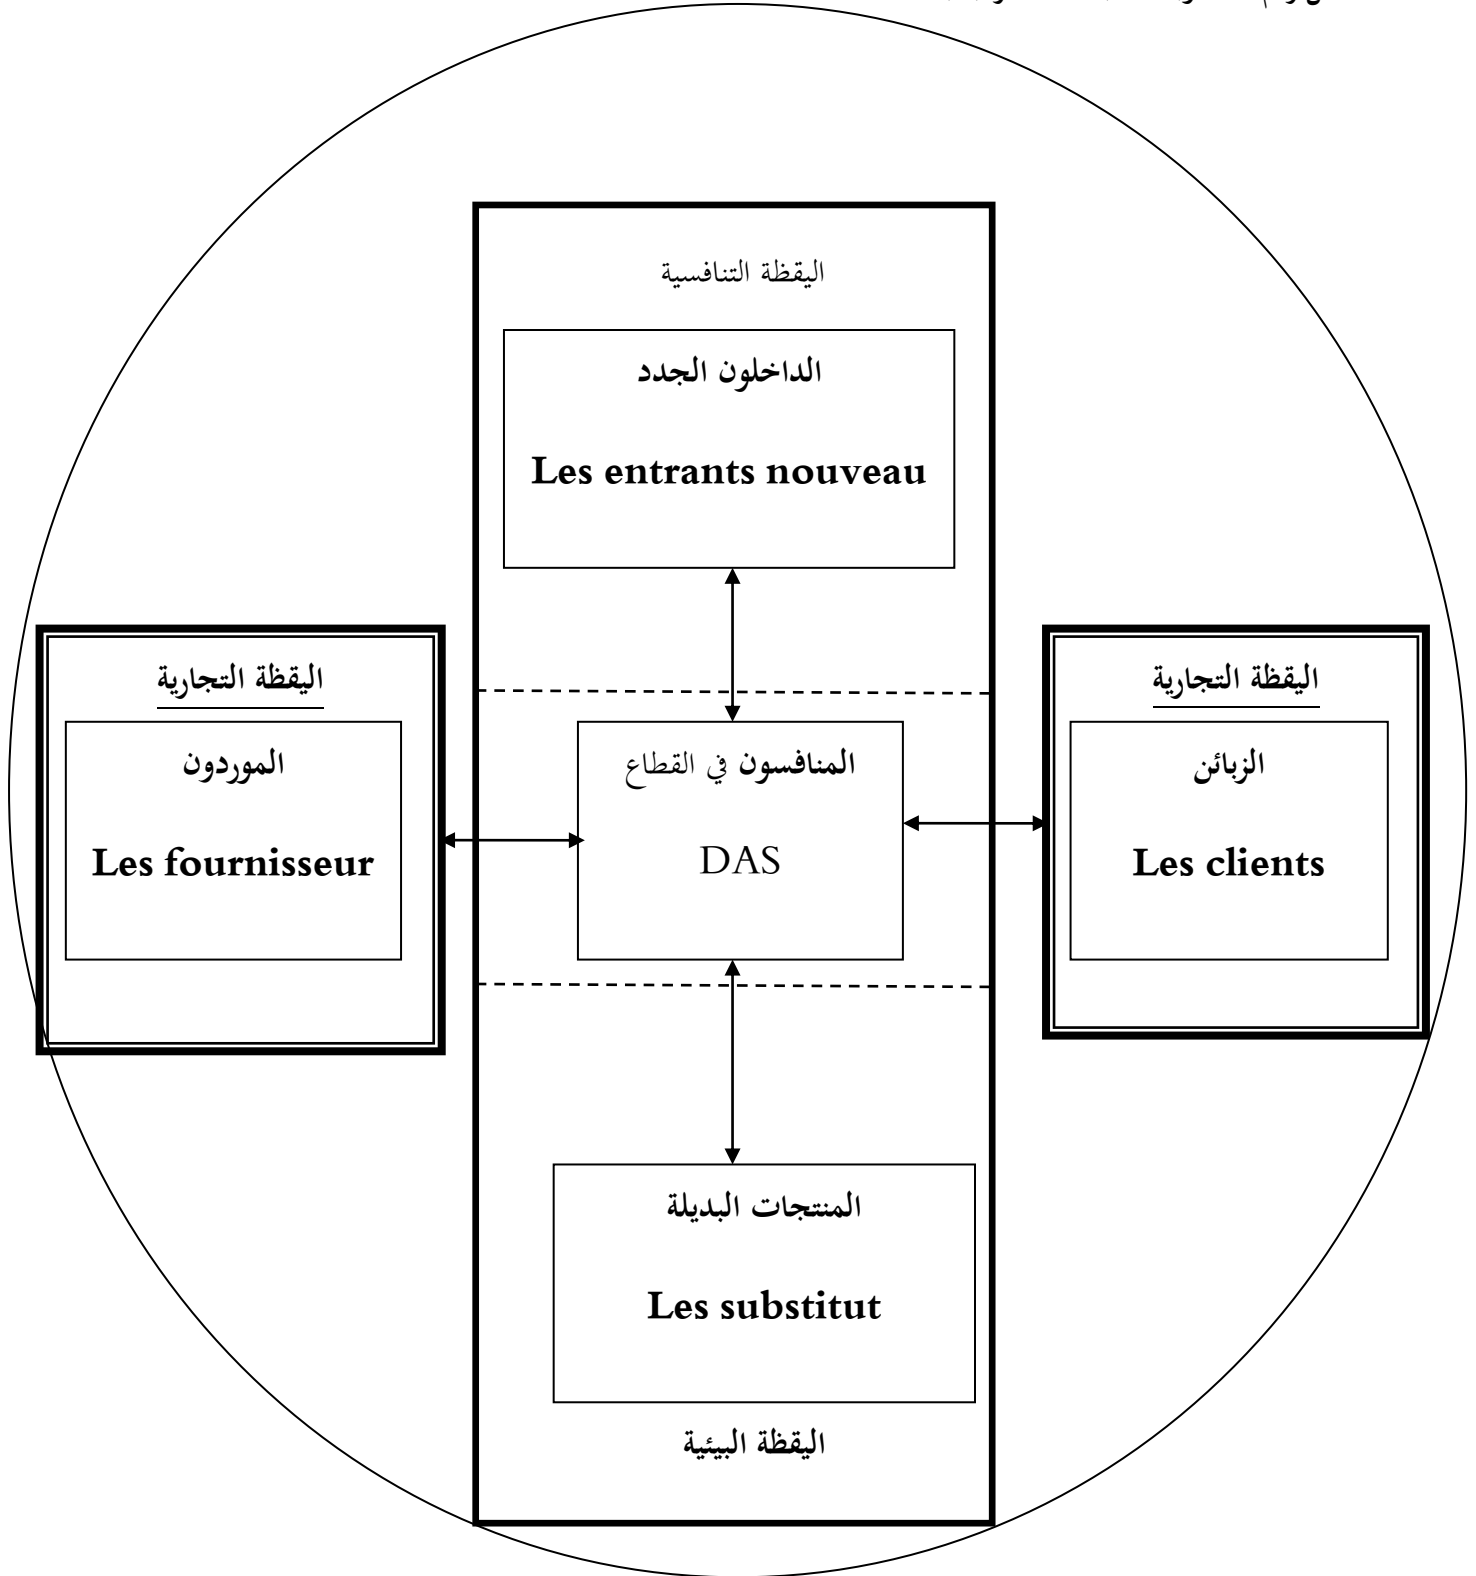 اليقظة التنافسية
الداخلون الجدد
Les entrants nouveau
اليقظة التجارية
الزبائن
Les clients
المنافسون في القطاع
DAS
اليقظة التجارية
الموردون
Les fournisseur
المنتجات البديلة
Les substitut
اليقظة البيئية